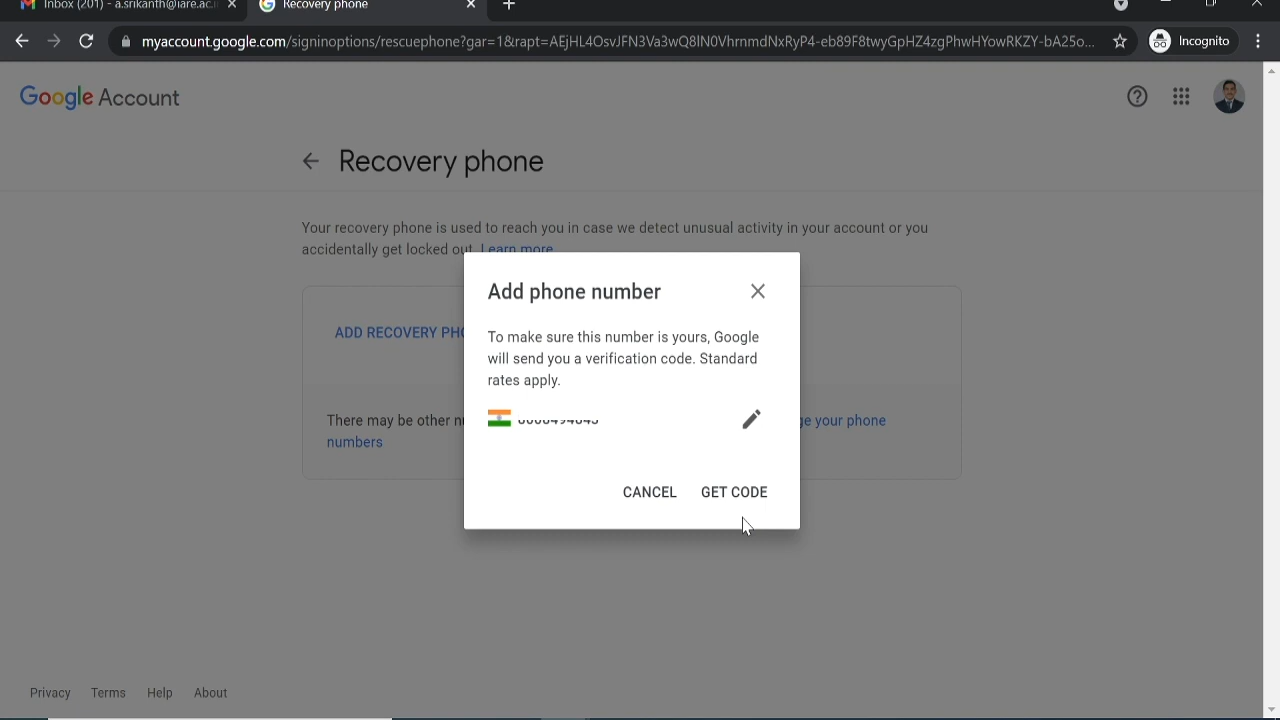 Inbox (201) - a.srikanth@iare.ac.i
Recovery phone
myaccount.google.com/signinoptions/rescuephone?gar=1&rapt=AEjHL4OsvJFN3Va3wQ8lN0VhrnmdNxRyP4-eb89F8twyGpHZ4zgPhwHYowRKZY-bA25o...
Incognito
Google Account
Recovery phone
Your recovery phone is used to reach you in case we detect unusual activity in your account or you
accidentally get locked out. Learn more
Add phone number
To make sure this number is yours, Google
ADD RECOVERY PHO
will send you a verification code. Standard
rates apply.
There may be other nu
ge your phone
numbers
CANCEL GET CODE
Privacy Terms Help About